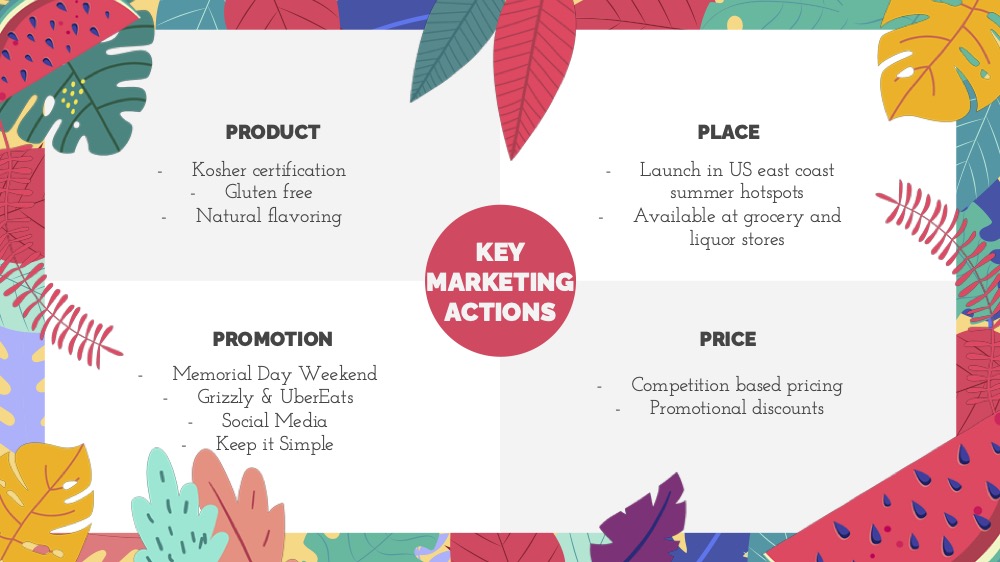 PRODUCT
- Kosher certification
- Gluten free
- Natural flavoring
PLACE
- Launch in US east coast
summer hotspots
- Available at grocery and
liquor stores
KEY
MARKETING
ACTIONS
PROMOTION
- Memorial Day Weekend
- Grizzly & UberEats
- Social Media
- Keep it Simple
PRICE
- Competition based pricing
- Promotional discounts